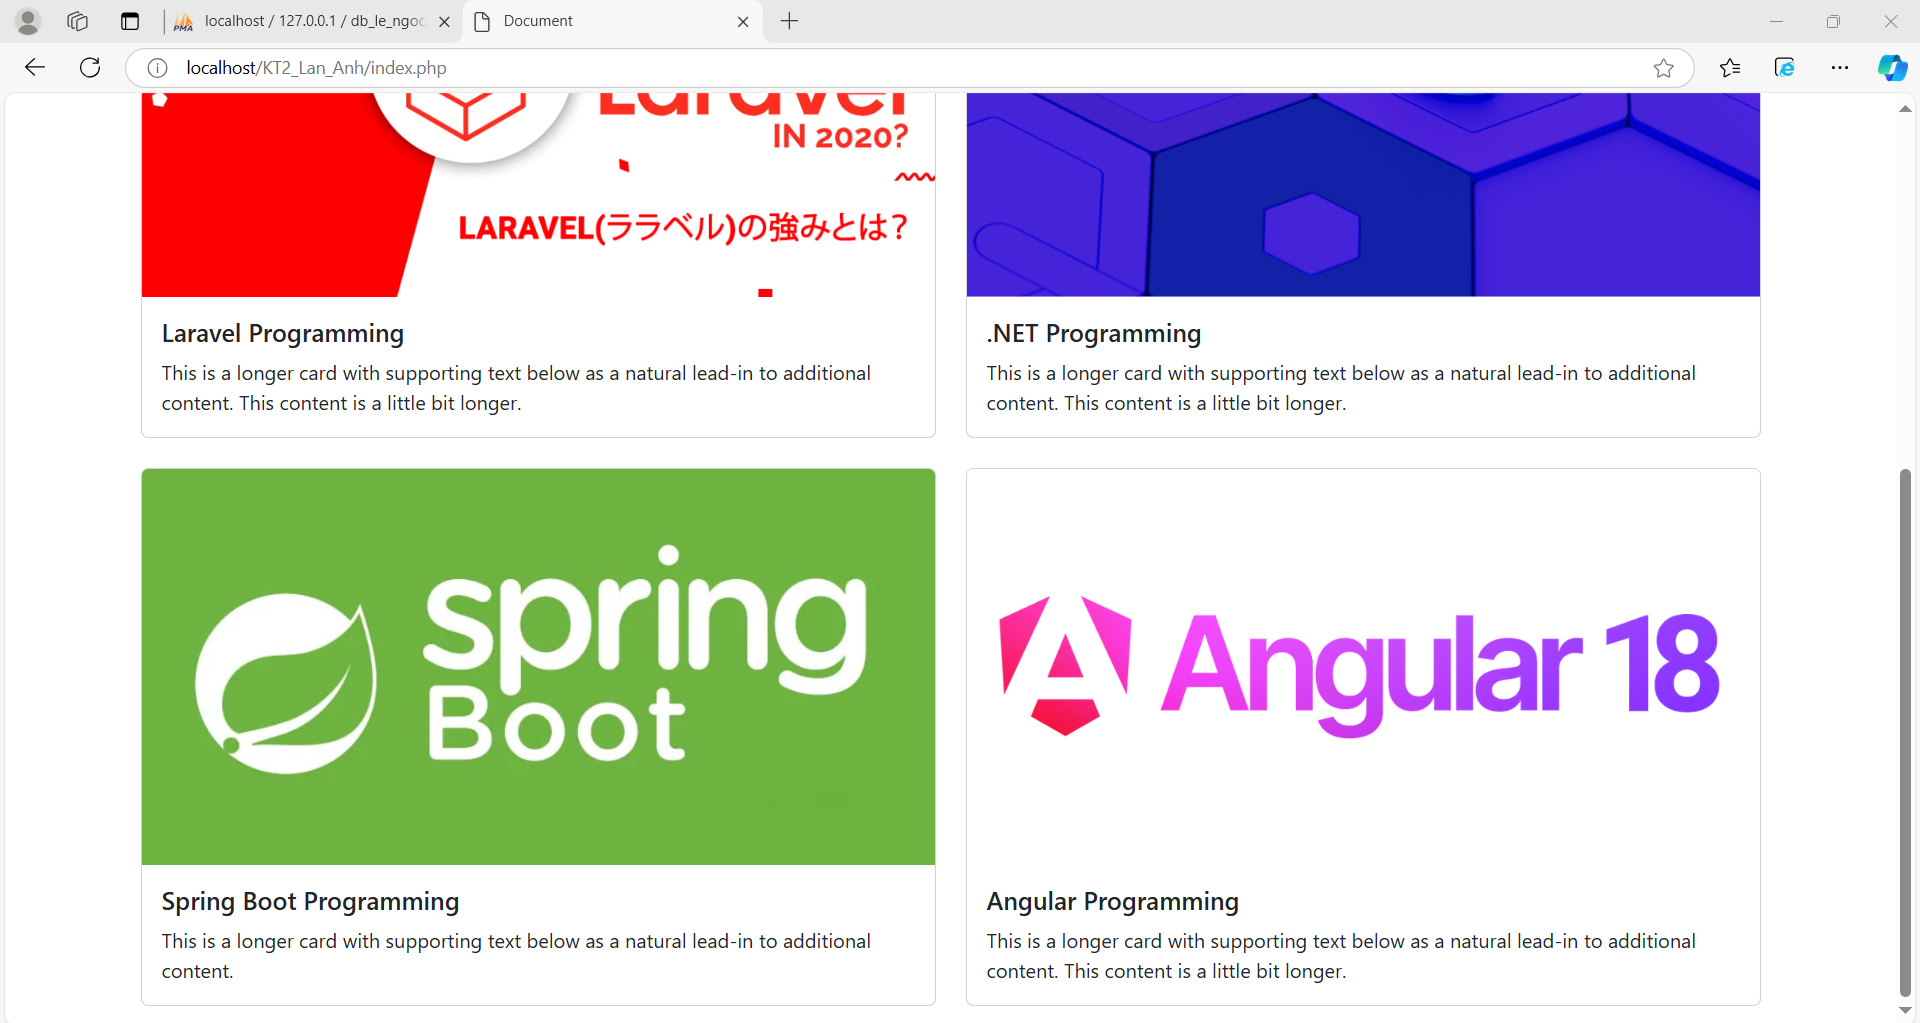 localhost / 127.0.0.1 / db_le_ngoc
Document
localhost/KT2_Lan_Anh/index.php
Laravel
IN 2020?
LARAVEL(ララベル)の強みとは?
Laravel Programming
This is a longer card with supporting text below as a natural lead-in to additional
content. This content is a little bit longer.
.NET Programming
This is a longer card with supporting text below as a natural lead-in to additional
content. This content is a little bit longer.
spring
Boot
Spring Boot Programming
This is a longer card with supporting text below as a natural lead-in to additional
content.
Angular 18
Angular Programming
This is a longer card with supporting text below as a natural lead-in to additional
content. This content is a little bit longer.